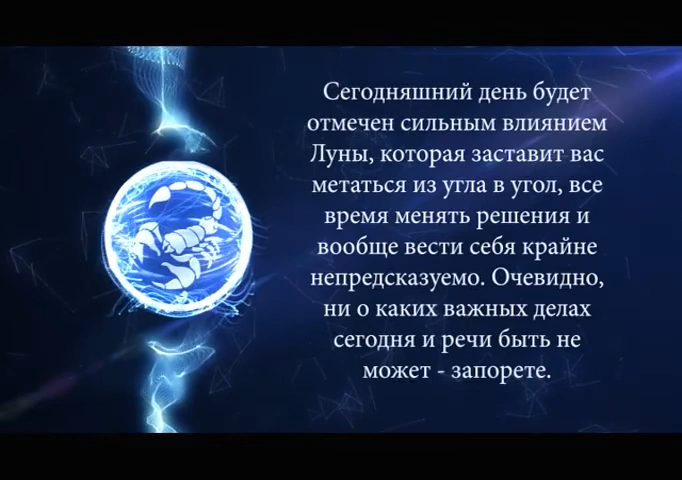 Сегодняшний день будет
отмечен сильным влиянием
Луны, которая заставит вас
метаться из угла в угол, все
время менять решения и
вообще вести себя крайне
непредсказуемо. Очевидно,
ни о каких важных делах
сегодня и речи быть не
может - запорете.